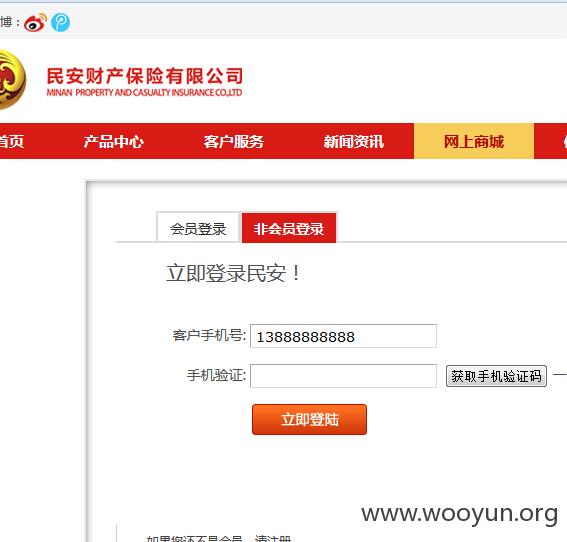 博：
民安财产保险有限公司
MINAN PROPERTY AND CASUALTY INSURANCE CO.,LTD
首页 产品中心 客户服务 新闻资讯 网上商城
会员登录 非会员登录
立即登录民安！
客户手机号: 13888888888
手机验证: 获取手机验证码 —
立即登陆
www.wooyun.org
如果您还不是会员，请注册